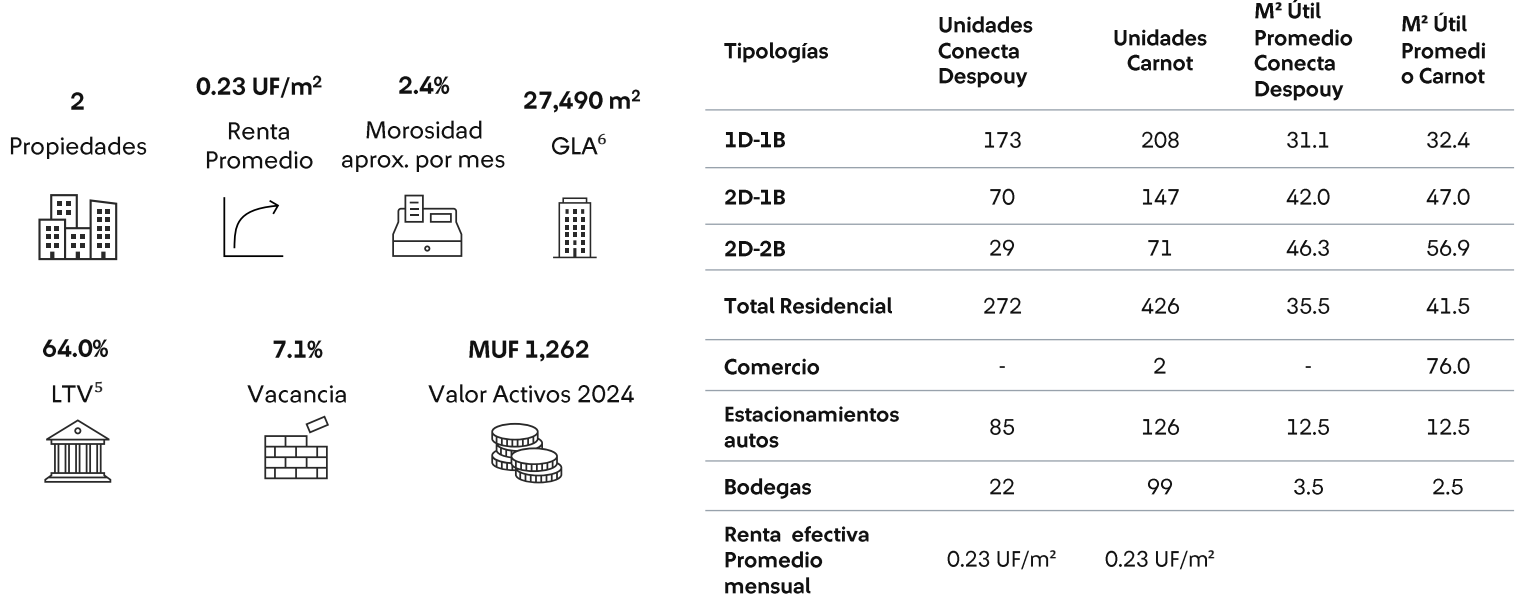 2
Propiedades
0.23 UF/m²
Renta
Promedio
2.4%
Morosidad
aprox. por mes
27,490 m²
GLA⁶
64.0%
LTV⁵
7.1%
Vacancia
MUF 1,262
Valor Activos 2024
Tipologías
Unidades
Conecta
Despouy
Unidades
Carnot
M² Útil
Promedio
Conecta
Despouy
M² Útil
Promedi
o Carnot
1D-1B 173 208 31.1 32.4
2D-1B 70 147 42.0 47.0
2D-2B 29 71 46.3 56.9
Total Residencial 272 426 35.5 41.5
Comercio - 2 - 76.0
Estacionamientos
autos
85 126 12.5 12.5
Bodegas 22 99 3.5 2.5
Renta efectiva
Promedio
mensual
0.23 UF/m² 0.23 UF/m²